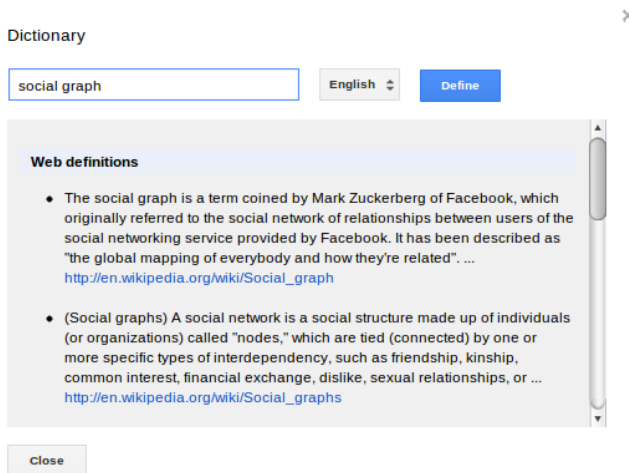 Dictionary
social graph
English
Define
Web definitions
The social graph is a term coined by Mark Zuckerberg of Facebook, which
originally referred to the social network of relationships between users of the
social networking service provided by Facebook. It has been described as
"the global mapping of everybody and how they're related". ...
http://en.wikipedia.org/wiki/Social_graph
(Social graphs) A social network is a social structure made up of individuals
(or organizations) called "nodes," which are tied (connected) by one or
more specific types of interdependency, such as friendship, kinship,
common interest, financial exchange, dislike, sexual relationships, or ...
http://en.wikipedia.org/wiki/Social_graphs
Close